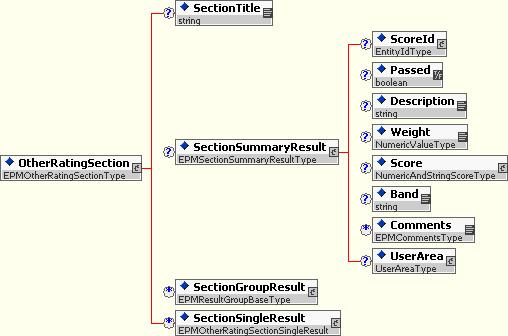 SectionTitle
string
ScoreId
EntityIdType
Passed
boolean
Description
string
Weight
NumericValueType
OtherRatingSection
EPMOtherRatingSectionType
SectionSummaryResult
EPMSectionSummaryResultType
Score
NumericAndStringScoreType
Band
string
Comments
EPMCommentsType
UserArea
UserAreaType
SectionGroupResult
EPMResultGroupBaseType
SectionSingleResult
EPMOtherRatingSectionSingleResult